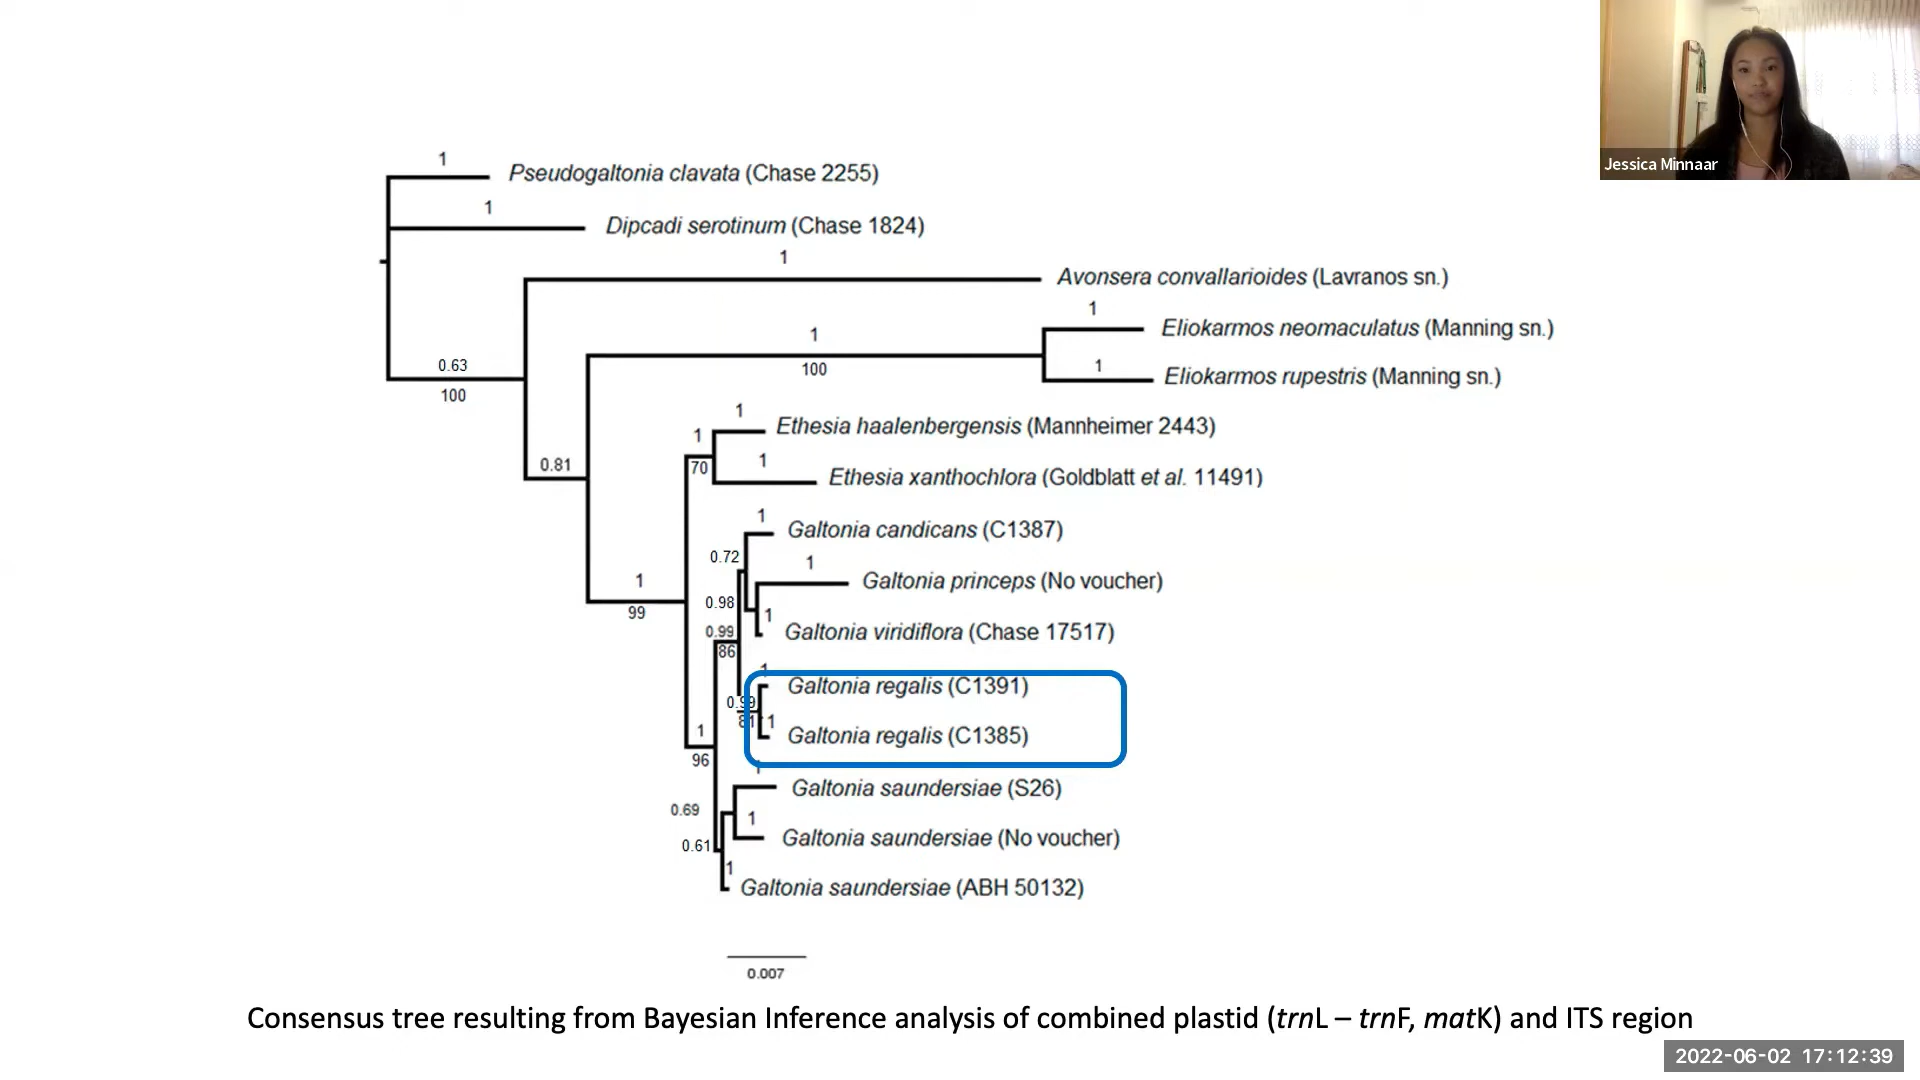 Jessica Minnaar
1
Pseudogaltonia clavata (Chase 2255)
1
Dipcadi serotinum (Chase 1824)
1
Avonsera convallarioides (Lavranos sn.)
1
Eliokarmos neomaculatus (Manning sn.)
1
100
0.63
100
1
Eliokarmos rupestris (Manning sn.)
1
Ethesia haalenbergensis (Mannheimer 2443)
1
70
1
Ethesia xanthochlora (Goldblatt et al. 11491)
0.81
1
Galtonia candicans (C1387)
0.72
1
Galtonia princeps (No voucher)
1
99
0.98
1
Galtonia viridiflora (Chase 17517)
0.99
86
1
Galtonia regalis (C1391)
0.99
81
1
Galtonia regalis (C1385)
1
96
1
Galtonia saundersiae (S26)
0.69
1
Galtonia saundersiae (No voucher)
0.61
1
Galtonia saundersiae (ABH 50132)
0.007
Consensus tree resulting from Bayesian Inference analysis of combined plastid (trnL – trnF, matK) and ITS region
2022-06-02 17:12:39